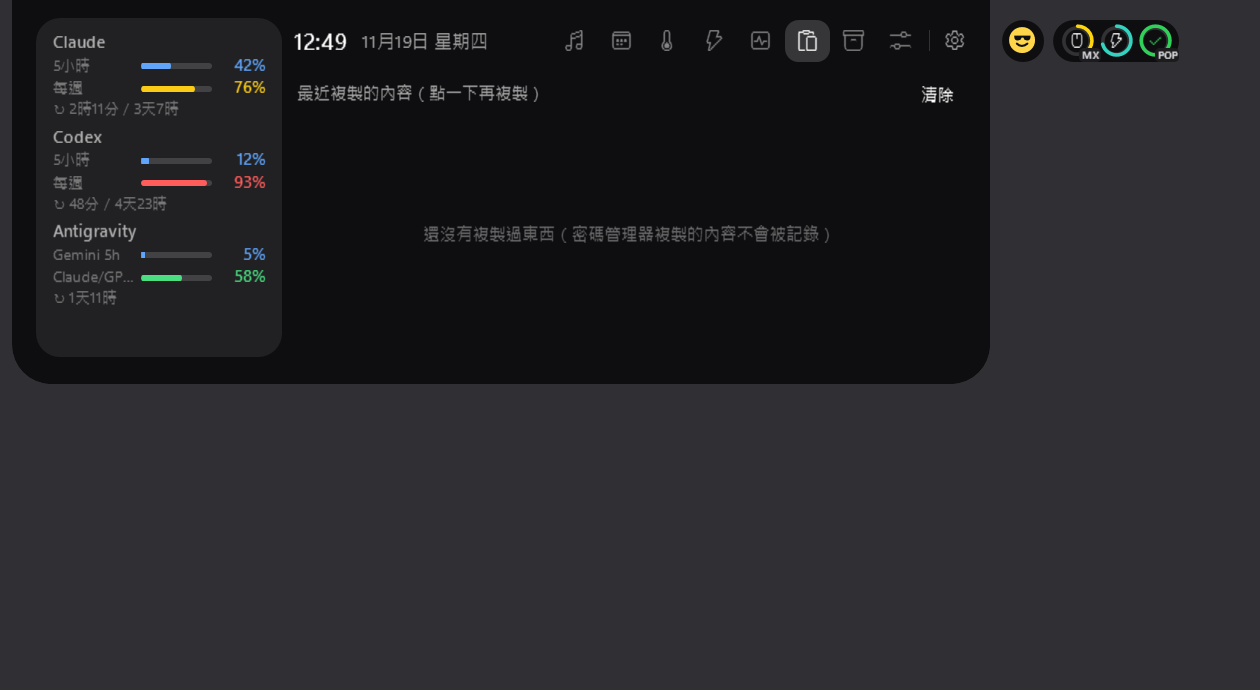 Claude
5小時 42%
每週 76%
↻ 2時11分 / 3天7時
Codex
5小時 12%
每週 93%
↻ 48分 / 4天23時
Antigravity
Gemini 5h 5%
Claude/GP... 58%
↻ 1天11時
12:49 11月19日 星期四
最近複製的內容（點一下再複製） 清除
還沒有複製過東西（密碼管理器複製的內容不會被記錄）
MX POP